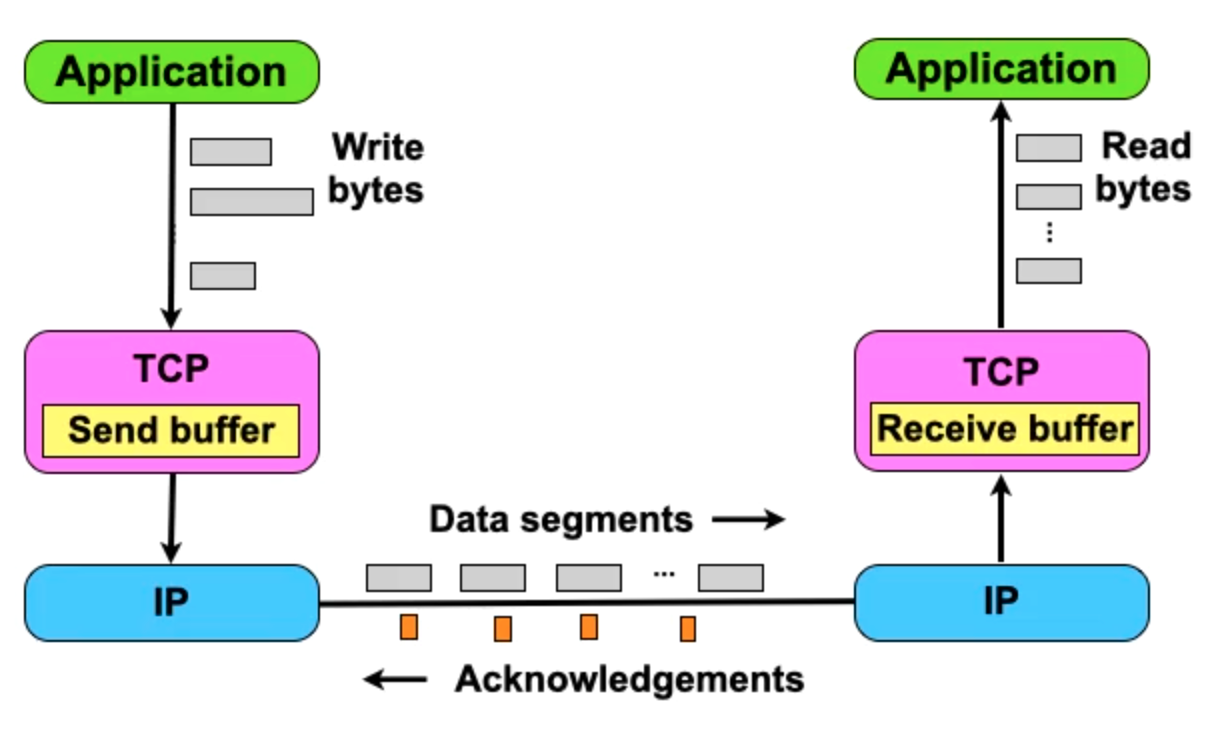 Application
Application
Write
bytes
Read
bytes
⋮
TCP
Send buffer
TCP
Receive buffer
Data segments →
...
IP
IP
← Acknowledgements